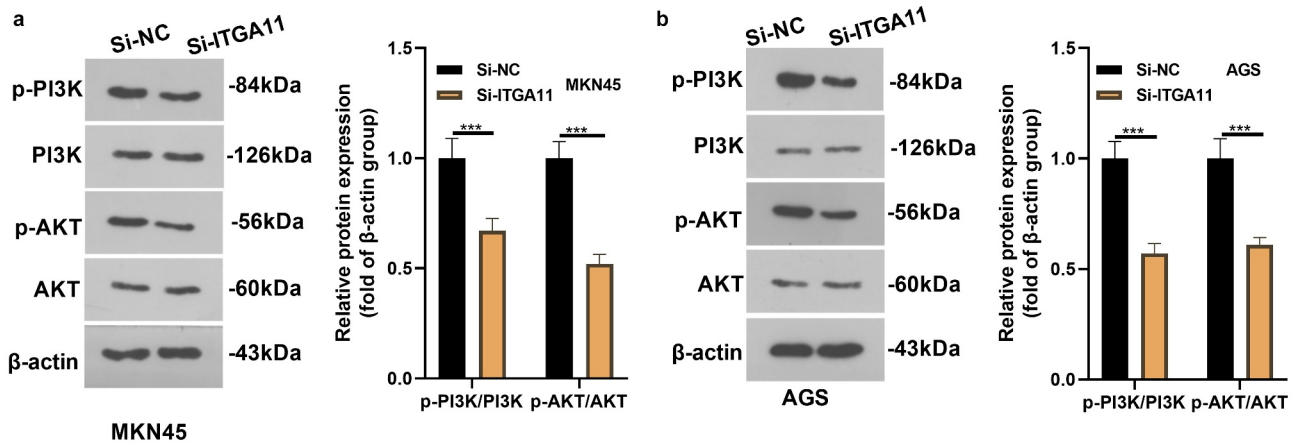 a
Si-NC Si-ITGA11
p-PI3K -84kDa
PI3K -126kDa
p-AKT -56kDa
AKT -60kDa
β-actin -43kDa
MKN45
Relative protein expression
(fold of β-actin group)
1.5
1.0
0.5
0.0
Si-NC
Si-ITGA11
MKN45
*** ***
p-PI3K/PI3K p-AKT/AKT
b
Si-NC Si-ITGA11
p-PI3K -84kDa
PI3K -126kDa
p-AKT -56kDa
AKT -60kDa
β-actin -43kDa
AGS
Relative protein expression
(fold of β-actin group)
1.5
1.0
0.5
0.0
Si-NC
Si-ITGA11
AGS
*** ***
p-PI3K/PI3K p-AKT/AKT